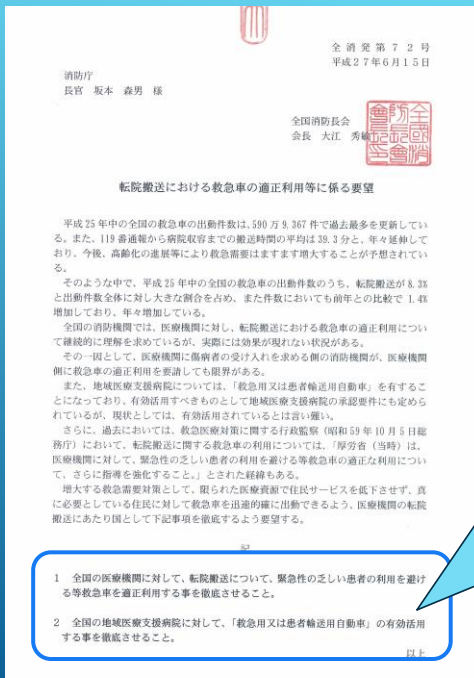 全消発第７２号
平成２７年６月１５日
消防庁
長官 坂本 森男 様
全国消防長会
会長 大江 秀敏
全國消防長會會長印
転院搬送における救急車の適正利用等に係る要望
平成25年中の全国の救急車の出動件数は、590万9,367件で過去最多を更新してい
る。また、119番通報から病院収容までの搬送時間の平均は39.3分と、年々延伸して
おり、今後、高齢化の進展等により救急需要はますます増大することが予想されてい
る。
そのような中で、平成25年中の全国の救急車の出動件数のうち、転院搬送が8.3%
と出動件数全体に対し大きな割合を占め、また件数においても前年との比較で1.4%
増加しており、年々増加している。
全国の消防機関では、医療機関に対し、転院搬送における救急車の適正利用につい
て継続的に理解を求めているが、実際には効果が現れない状況がある。
その一因として、医療機関に傷病者の受け入れを求める側の消防機関が、医療機関
側に救急車の適正利用を要請しても限界がある。
また、地域医療支援病院については、「救急用又は患者輸送用自動車」を有するこ
とになっており、有効活用すべきものとして地域医療支援病院の承認要件にも定めら
れているが、現状としては、有効活用されているとは言い難い。
さらに、過去においては、救急医療対策に関する行政監察（昭和59年10月5日総
務庁）において、転院搬送に関する救急車の利用については、「厚労省（当時）は、
医療機関に対して、緊急性の乏しい患者の利用を避ける等救急車の適正な利用につい
て、さらに指導を強化すること。」とされた経緯もある。
増大する救急需要対策として、限られた医療資源で住民サービスを低下させず、真
に必要としている住民に対して救急車を迅速的確に出動できるよう、医療機関の転院
搬送にあたり国として下記事項を徹底するよう要望する。
記
1 全国の医療機関に対して、転院搬送について、緊急性の乏しい患者の利用を避け
る等救急車を適正利用する事を徹底させること。
2 全国の地域医療支援病院に対して、「救急用又は患者輸送用自動車」の有効活用
する事を徹底させること。
以上